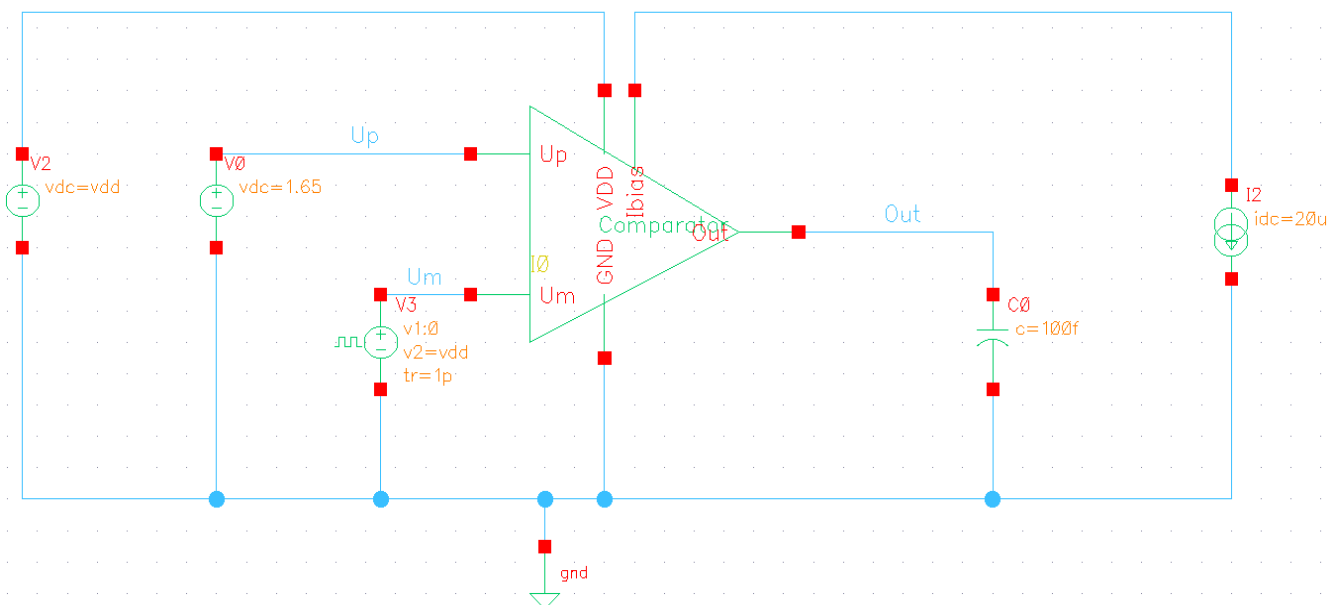 Up
V2
vdc=vdd
V0
vdc=1.65
Up
VDD
Ibias
I2
idc=20u
Comparator
Out
Out
GND
I0
Um
Um
V3
v1:0
v2=vdd
tr=1p
C0
c=100f
gnd